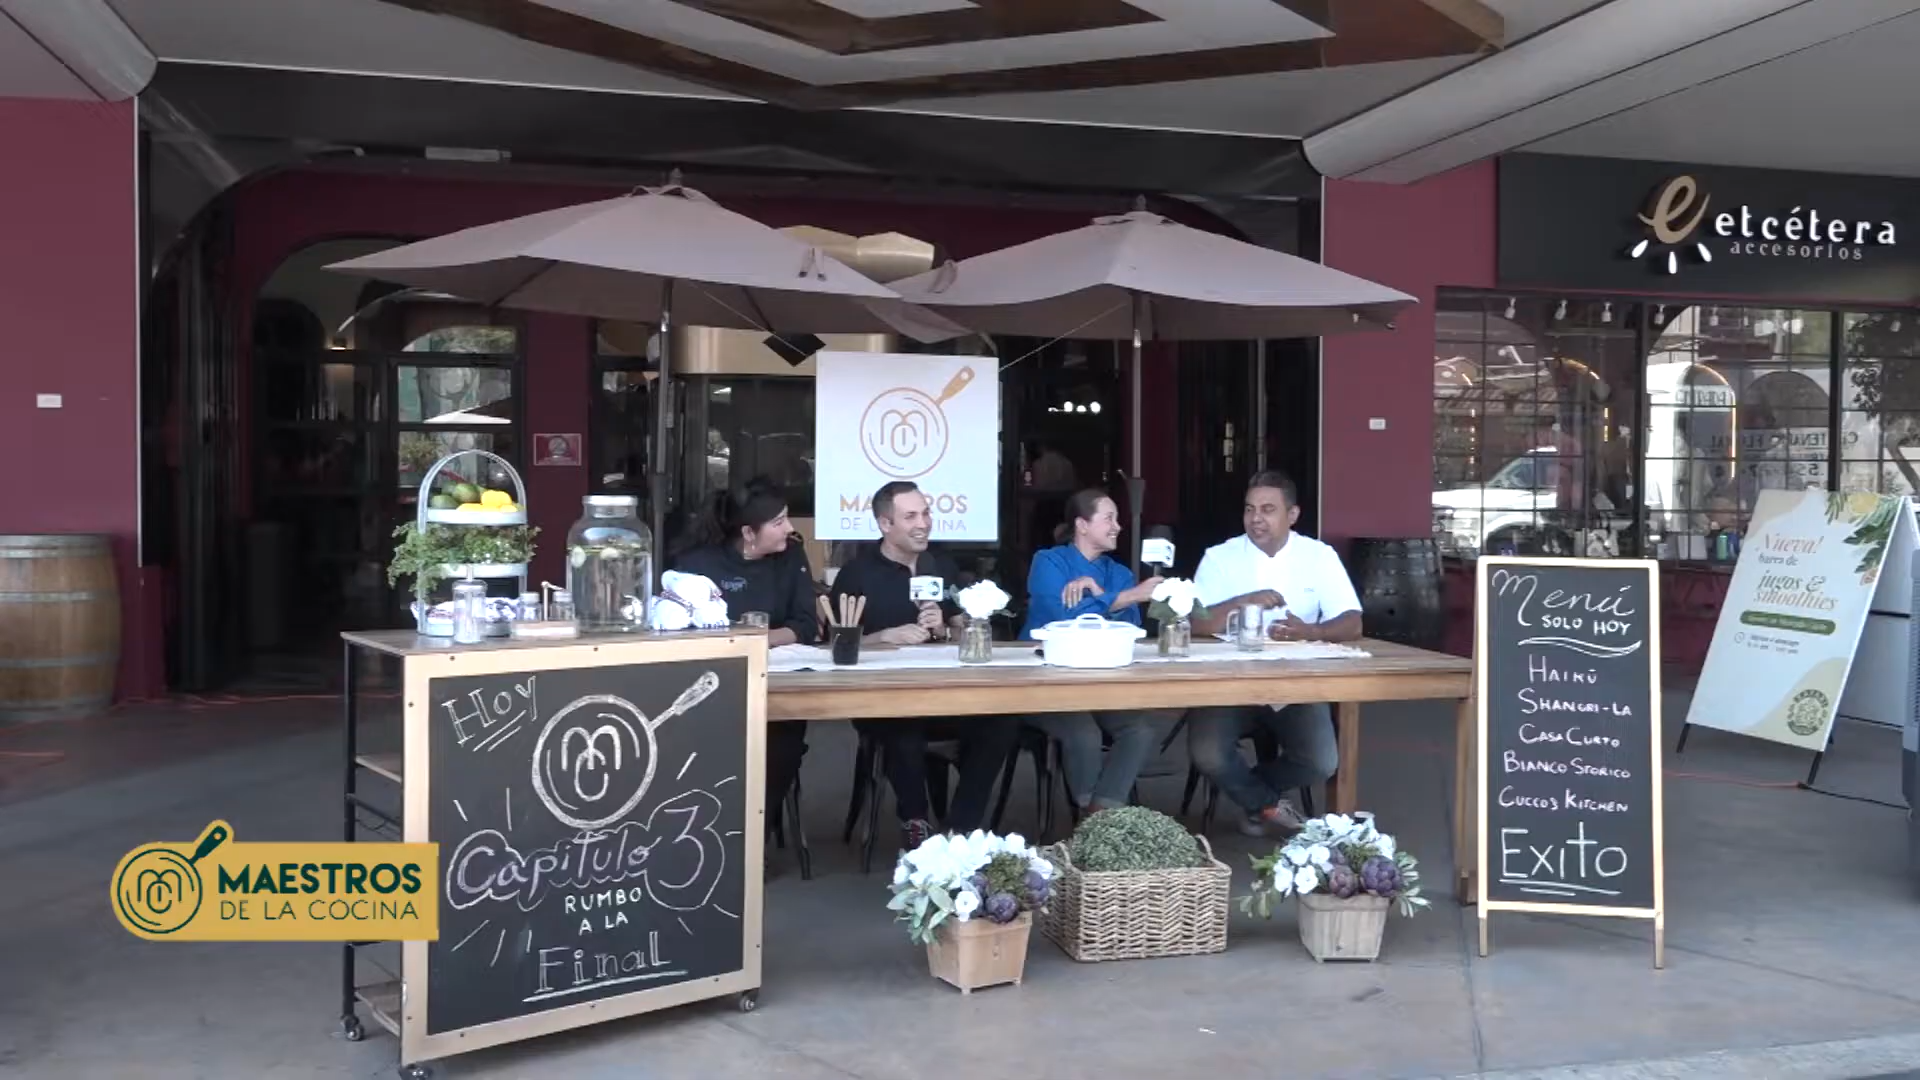 etcétera
accesorios
MAESTROS
DE LA COCINA
Nueva!
barra de
jugos &
smoothies
Menú
SOLO HOY
HAIKÚ
SHANGRI-LA
CASA CURTO
BIANCO STORICO
CUCCO'S KITCHEN
EXITO
Hoy
Capitulo 3
RUMBO
A LA
Final
MAESTROS
DE LA COCINA